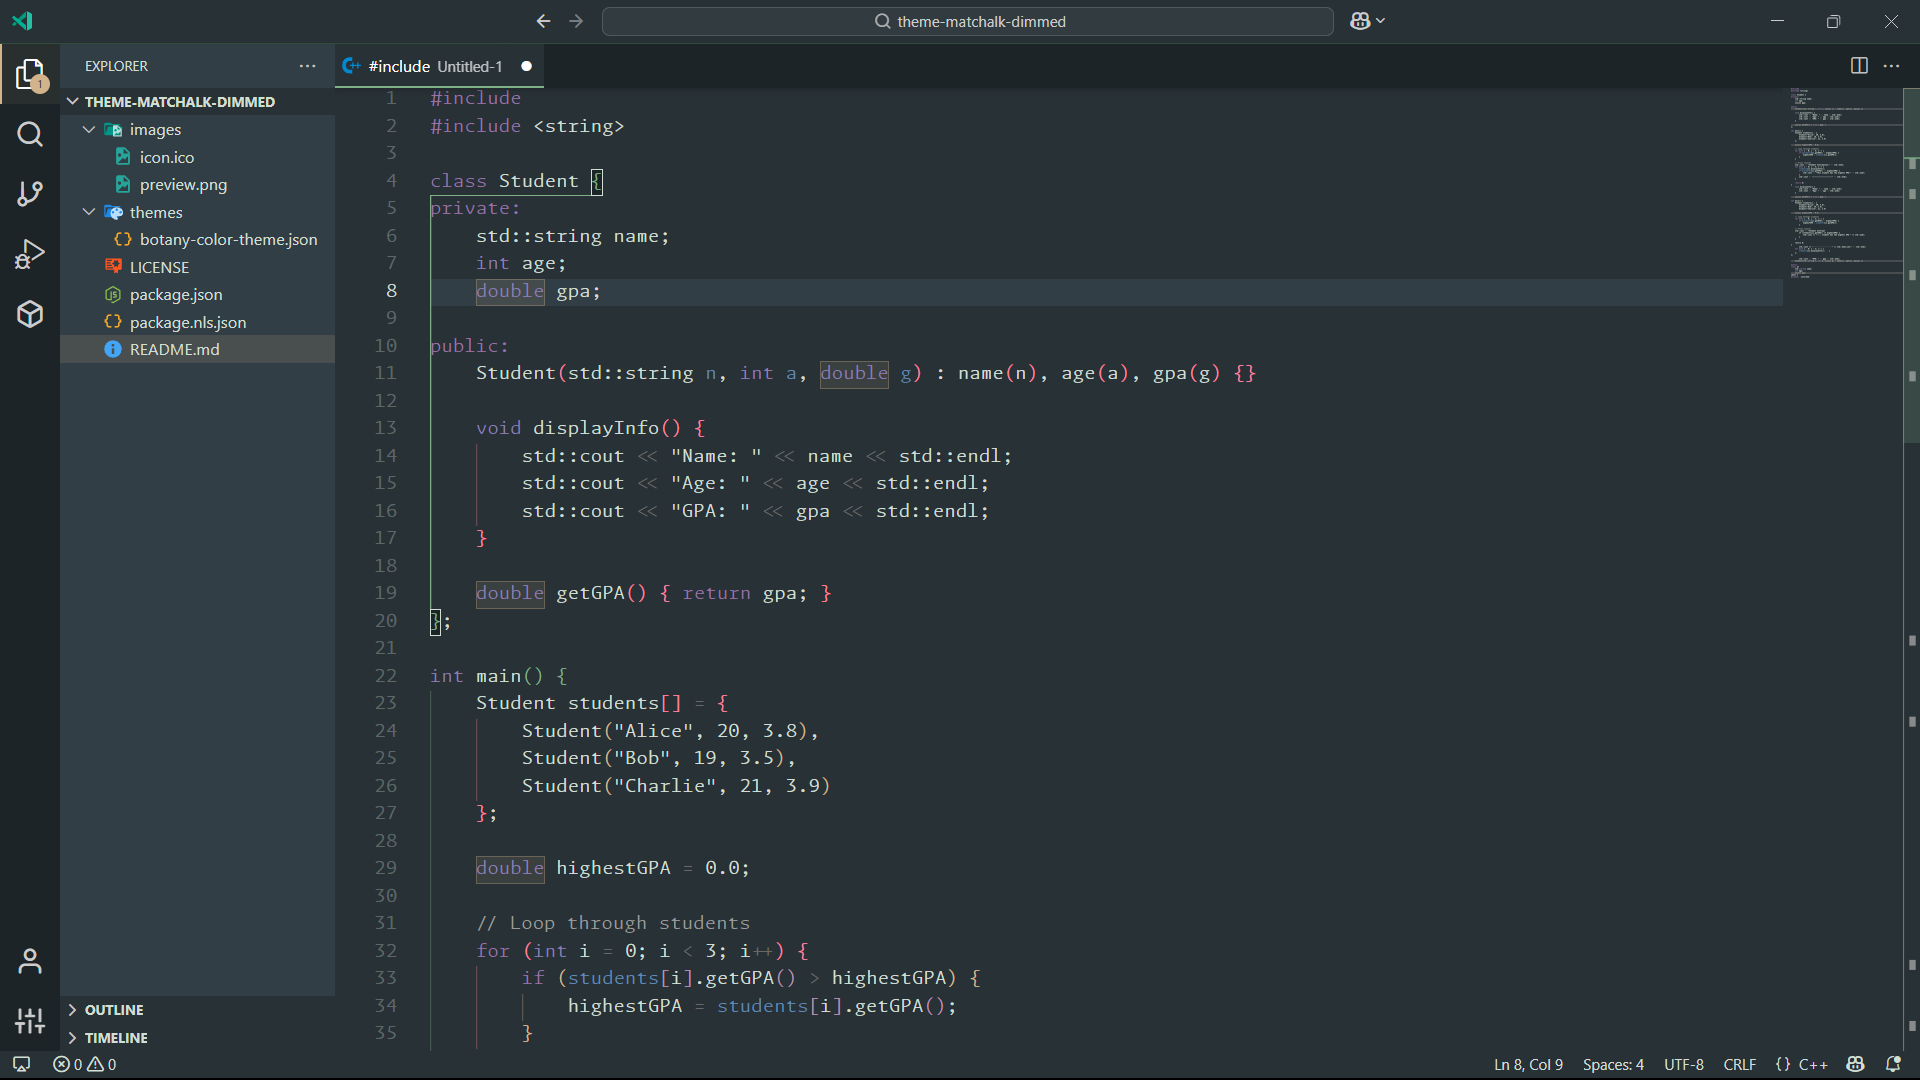 theme-matchalk-dimmed
EXPLORER
#include Untitled-1
1
THEME-MATCHALK-DIMMED
images
icon.ico
preview.png
themes
botany-color-theme.json
LICENSE
package.json
package.nls.json
README.md
OUTLINE
TIMELINE
1 #include
2 #include <string>
3
4 class Student {
5 private:
6     std::string name;
7     int age;
8     double gpa;
9
10 public:
11     Student(std::string n, int a, double g) : name(n), age(a), gpa(g) {}
12
13     void displayInfo() {
14         std::cout << "Name: " << name << std::endl;
15         std::cout << "Age: " << age << std::endl;
16         std::cout << "GPA: " << gpa << std::endl;
17     }
18
19     double getGPA() { return gpa; }
20 };
21
22 int main() {
23     Student students[] = {
24         Student("Alice", 20, 3.8),
25         Student("Bob", 19, 3.5),
26         Student("Charlie", 21, 3.9)
27     };
28
29     double highestGPA = 0.0;
30
31     // Loop through students
32     for (int i = 0; i < 3; i++) {
33         if (students[i].getGPA() > highestGPA) {
34             highestGPA = students[i].getGPA();
35         }
0 0
Ln 8, Col 9 Spaces: 4 UTF-8 CRLF {} C++